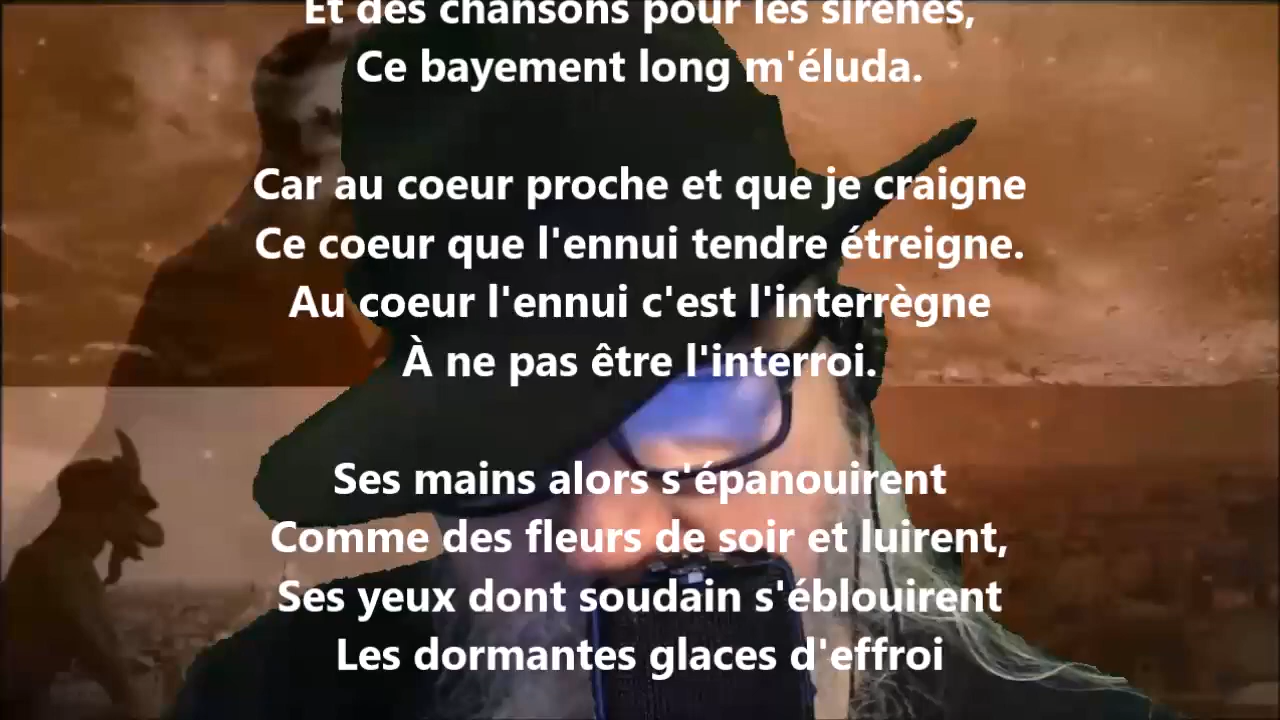 Et des chansons pour les sirènes,
Ce bayement long m'éluda.
Car au coeur proche et que je craigne
Ce coeur que l'ennui tendre étreigne.
Au coeur l'ennui c'est l'interrègne
À ne pas être l'interroi.
Ses mains alors s'épanouirent
Comme des fleurs de soir et luirent,
Ses yeux dont soudain s'éblouirent
Les dormantes glaces d'effroi